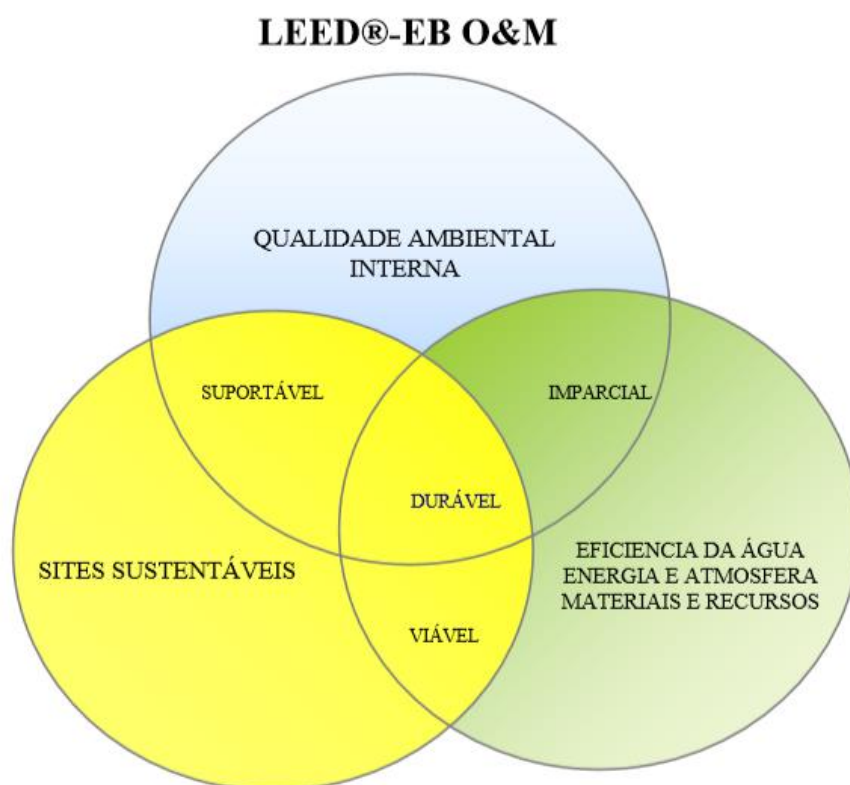 LEED®-EB O&M
QUALIDADE AMBIENTAL
INTERNA
SUPORTÁVEL
IMPARCIAL
DURÁVEL
SITES SUSTENTÁVEIS
EFICIENCIA DA ÁGUA
ENERGIA E ATMOSFERA
MATERIAIS E RECURSOS
VIÁVEL